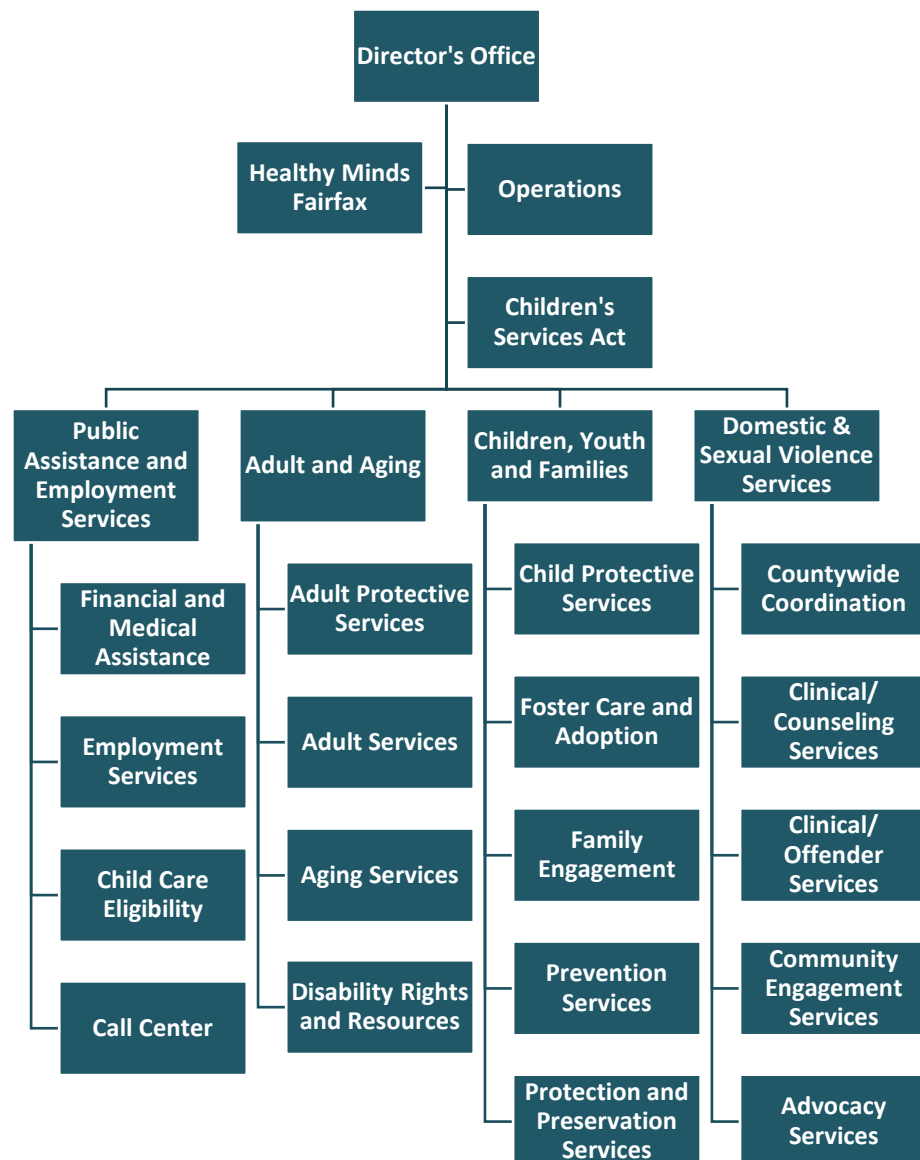 Director's Office
Healthy Minds
Fairfax
Operations
Children's
Services Act
Public
Assistance and
Employment
Services
Financial and
Medical
Assistance
Employment
Services
Child Care
Eligibility
Call Center
Adult and Aging
Adult Protective
Services
Adult Services
Aging Services
Disability Rights
and Resources
Children, Youth
and Families
Child Protective
Services
Foster Care and
Adoption
Family
Engagement
Prevention
Services
Protection and
Preservation
Services
Domestic &
Sexual Violence
Services
Countywide
Coordination
Clinical/
Counseling
Services
Clinical/
Offender
Services
Community
Engagement
Services
Advocacy
Services